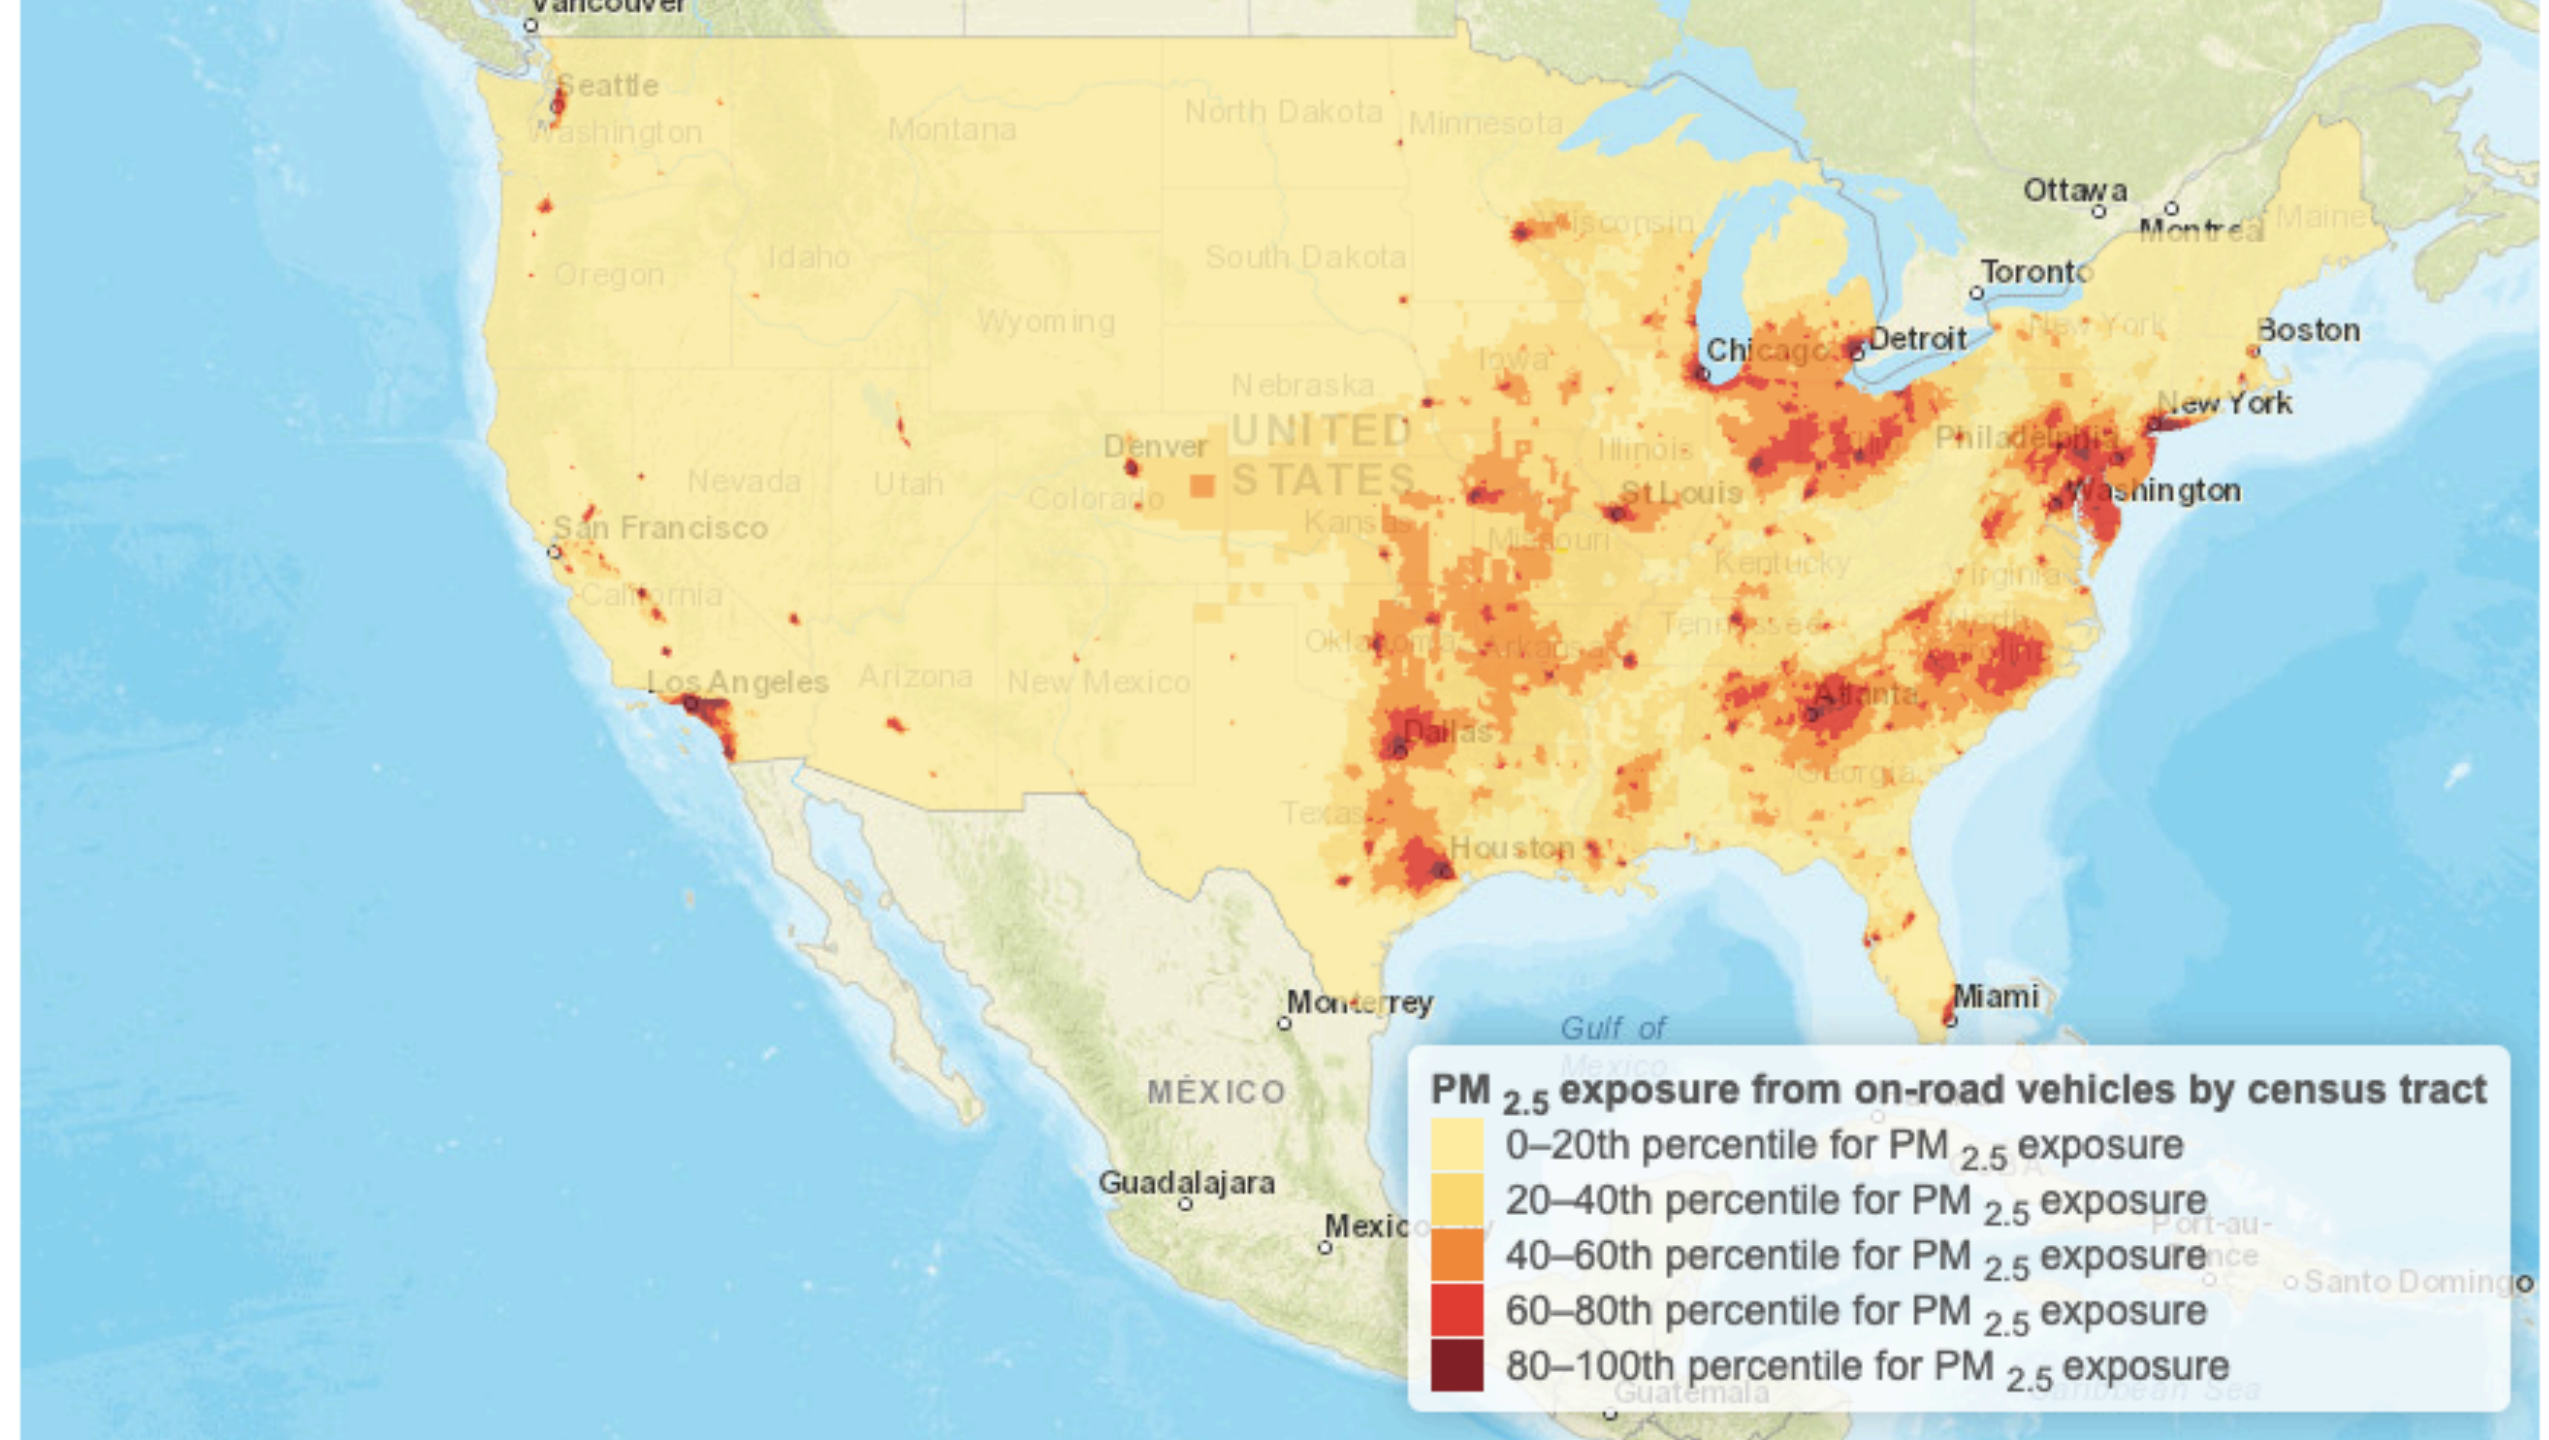 Vancouver
Seattle
Washington
Montana
North Dakota
Minnesota
Ottawa
Montreal
Maine
Wisconsin
Oregon
Idaho
South Dakota
Toronto
Wyoming
New York
Boston
Chicago
Detroit
Iowa
Nebraska
New York
UNITED
STATES
Denver
Illinois
Philadelphia
Nevada
Utah
Colorado
St Louis
Washington
San Francisco
Kansas
Missouri
Kentucky
Virginia
California
Oklahoma
Arkansas
Tennessee
North
Carolina
Los Angeles
Arizona
New Mexico
Atlanta
Dallas
Georgia
Texas
Houston
Monterrey
Miami
Gulf of
Mexico
MÉXICO
Guadalajara
Mexico
PM 2.5 exposure from on-road vehicles by census tract
0–20th percentile for PM 2.5 exposure
20–40th percentile for PM 2.5 exposure
40–60th percentile for PM 2.5 exposure
60–80th percentile for PM 2.5 exposure
80–100th percentile for PM 2.5 exposure
Port-au-
Prince
Santo Domingo
Guatemala
Caribbean Sea